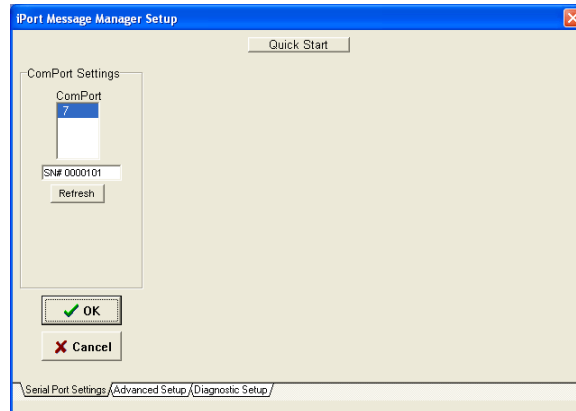 iPort Message Manager Setup
Quick Start
ComPort Settings
ComPort
7
SN# 0000101
Refresh
OK
Cancel
Serial Port Settings Advanced Setup Diagnostic Setup